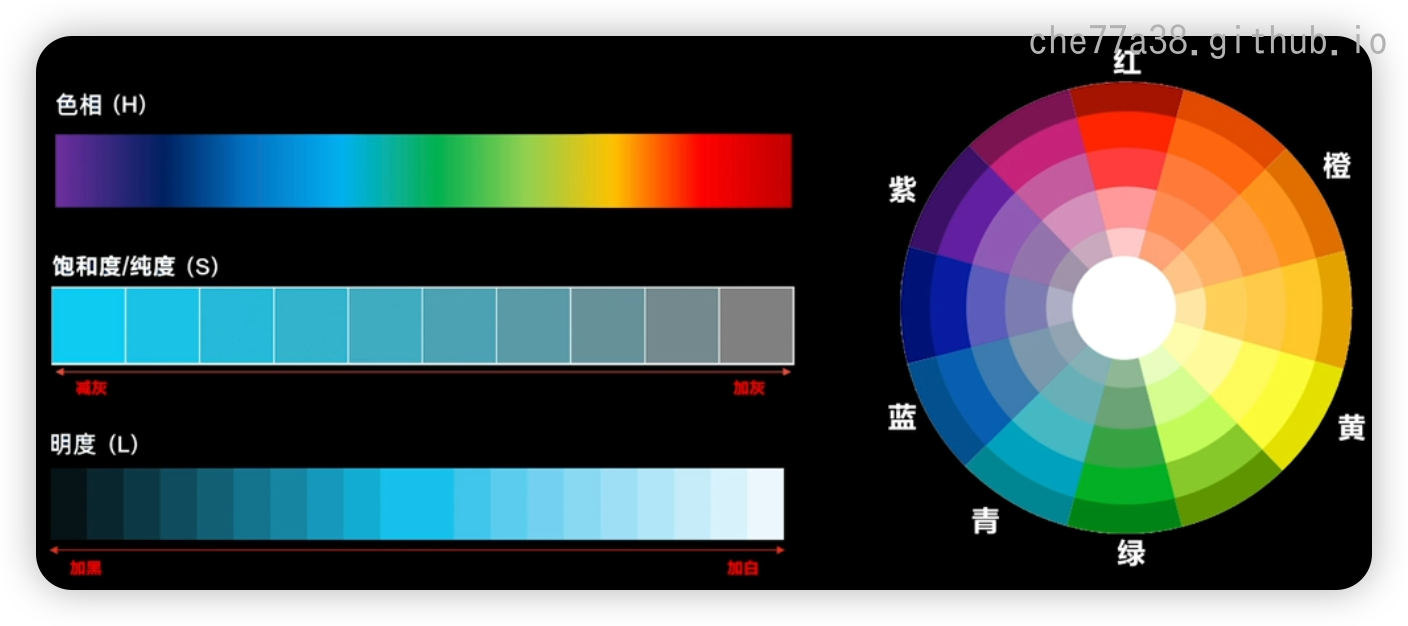 che77a38.github.io
色相（H）
饱和度/纯度（S）
减灰
加灰
明度（L）
加黑
加白
红
橙
紫
黄
蓝
青
绿